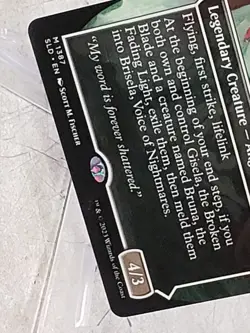 Legendary Creature
Flying, first strike, lifelink
At the beginning of your end step, if you
both own and control Gisela, the Broken
Blade and a creature named Bruna, the
Fading Light, exile them, then meld them
into Brisela, Voice of Nightmares.
"My word is forever shattered."
4/3
M 1387
SLD • EN SCOTT M. FISCHER
™ & © 2023 Wizards of the Coast